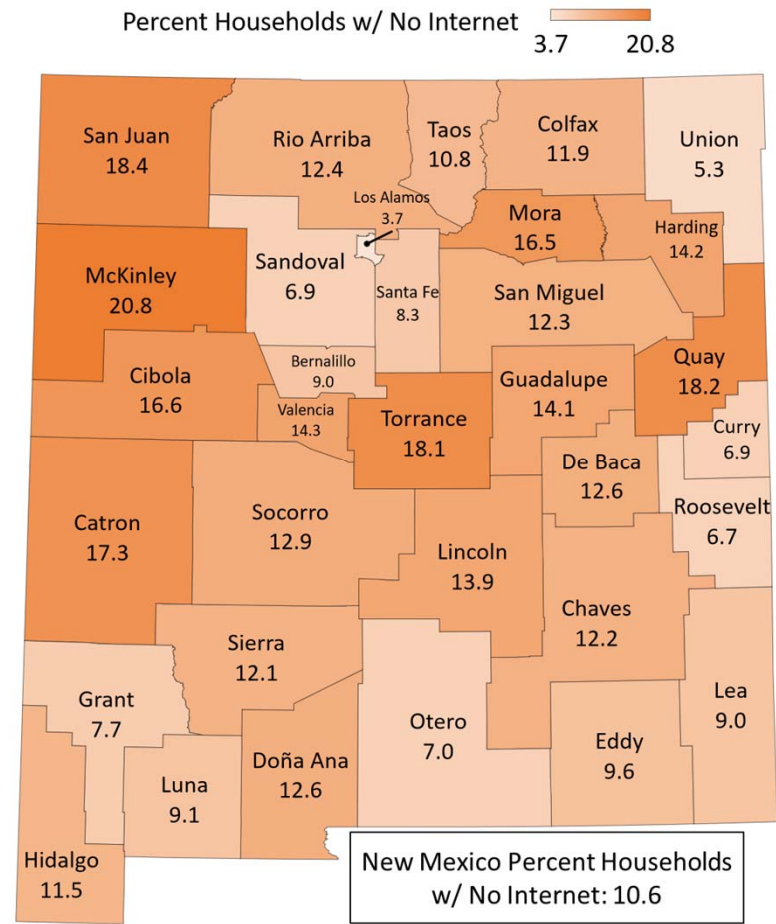 Percent Households w/ No Internet
3.7 20.8
San Juan
18.4
Rio Arriba
12.4
Taos
10.8
Colfax
11.9
Union
5.3
Los Alamos
3.7
Mora
16.5
Harding
14.2
McKinley
20.8
Sandoval
6.9
Santa Fe
8.3
San Miguel
12.3
Quay
18.2
Cibola
16.6
Bernalillo
9.0
Valencia
14.3
Torrance
18.1
Guadalupe
14.1
Curry
6.9
De Baca
12.6
Roosevelt
6.7
Catron
17.3
Socorro
12.9
Lincoln
13.9
Chaves
12.2
Sierra
12.1
Grant
7.7
Luna
9.1
Doña Ana
12.6
Otero
7.0
Eddy
9.6
Lea
9.0
Hidalgo
11.5
New Mexico Percent Households
w/ No Internet: 10.6